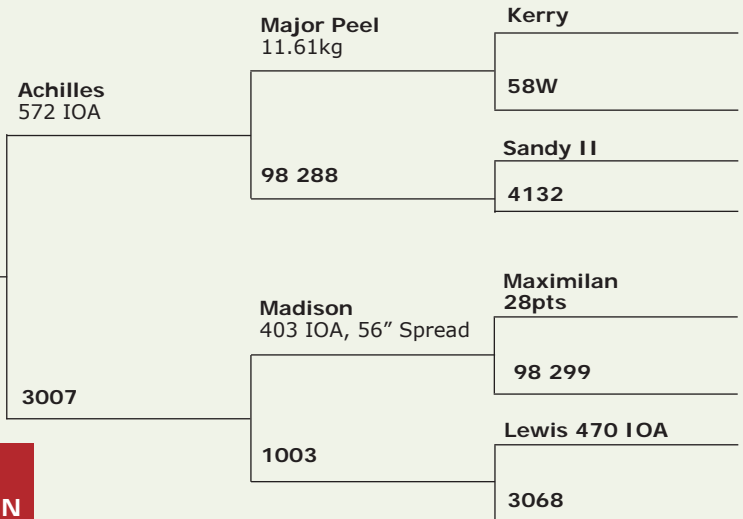 Kerry
Major Peel
11.61kg
58W
Achilles
572 IOA
Sandy II
98 288
4132
Maximilan
28pts
Madison
403 IOA, 56” Spread
98 299
3007
Lewis 470 IOA
1003
3068
N